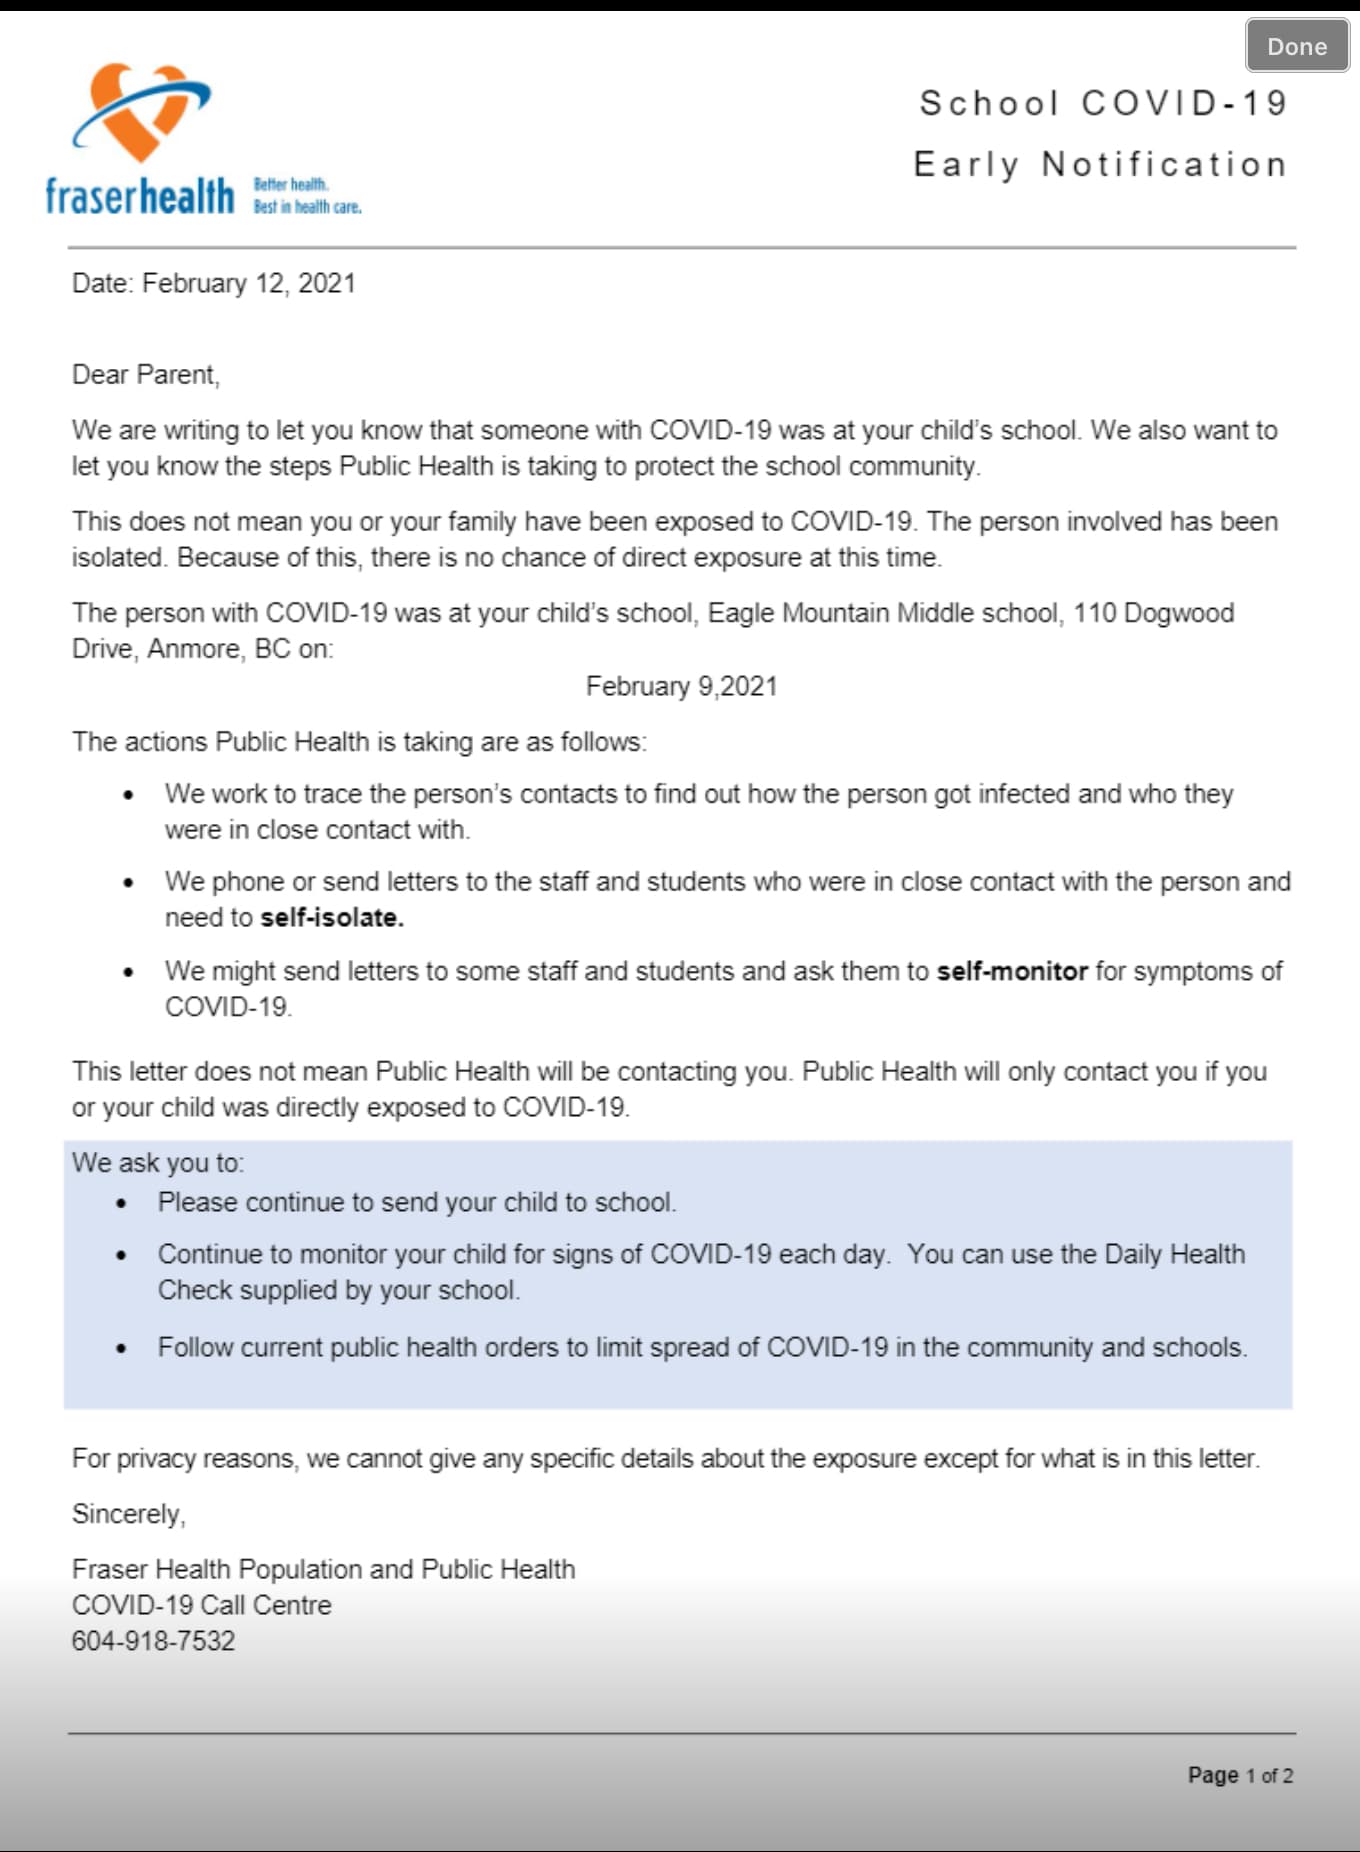 Done
School COVID-19
Early Notification
fraserhealth
Better health.
Best in health care.
Date: February 12, 2021
Dear Parent,
We are writing to let you know that someone with COVID-19 was at your child's school. We also want to
let you know the steps Public Health is taking to protect the school community.
This does not mean you or your family have been exposed to COVID-19. The person involved has been
isolated. Because of this, there is no chance of direct exposure at this time.
The person with COVID-19 was at your child's school, Eagle Mountain Middle school, 110 Dogwood
Drive, Anmore, BC on:
February 9,2021
The actions Public Health is taking are as follows:
• We work to trace the person's contacts to find out how the person got infected and who they
were in close contact with.
• We phone or send letters to the staff and students who were in close contact with the person and
need to self-isolate.
• We might send letters to some staff and students and ask them to self-monitor for symptoms of
COVID-19.
This letter does not mean Public Health will be contacting you. Public Health will only contact you if you
or your child was directly exposed to COVID-19.
We ask you to:
• Please continue to send your child to school.
• Continue to monitor your child for signs of COVID-19 each day.  You can use the Daily Health
Check supplied by your school.
• Follow current public health orders to limit spread of COVID-19 in the community and schools.
For privacy reasons, we cannot give any specific details about the exposure except for what is in this letter.
Sincerely,
Fraser Health Population and Public Health
COVID-19 Call Centre
604-918-7532
Page 1 of 2